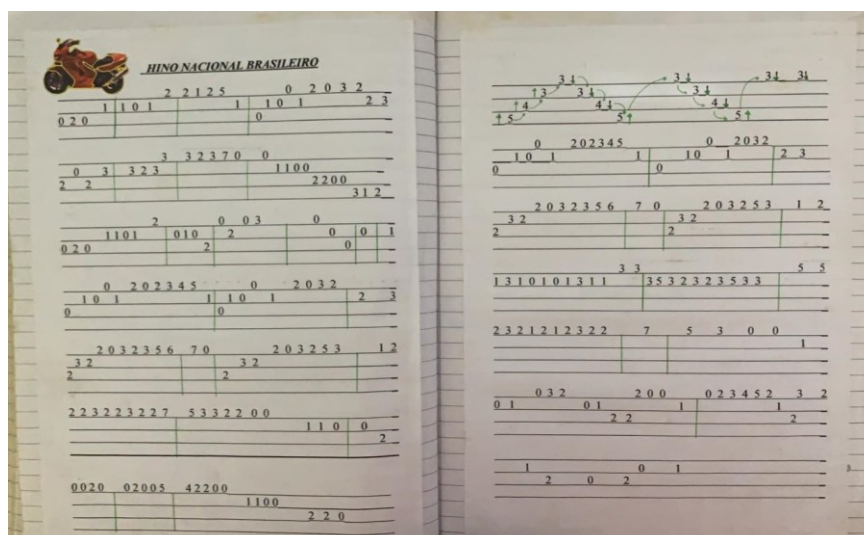 HINO NACIONAL BRASILEIRO
2 2125 0 2 0 3 2
1 1 0 1 1 1 0 1 2 3
0 2 0 0
3 3 2 3 7 0 0
0 3 3 2 3 1 1 0 0
2 2 2 2 0 0
3 1 2
2 0 0 3 0
1 1 0 1 0 1 0 2 0 0 1
0 2 0 2 0
0 2 0 2 3 4 5 0 2 0 3 2
1 0 1 1 1 0 1 2 3
0 0
2 0 3 2 3 5 6 7 0 2 0 3 2 5 3 1 2
3 2 3 2
2 2
2 2 3 2 2 3 2 2 7 5 3 3 2 2 0 0
1 1 0 0
2
0 0 2 0 0 2 0 0 5 4 2 2 0 0
1 1 0 0
2 2 0
3↓ 3↓ 3↓ 3↓
↑3 3↓ 3↓
↑4 4↓ 4↓
↑5 5↑ 5↑
0 2 0 2 3 4 5 0 2 0 3 2
1 0 1 1 1 0 1 2 3
0 0
2 0 3 2 3 5 6 7 0 2 0 3 2 5 3 1 2
3 2 3 2
2 2
3 3 5 5
1 3 1 0 1 0 1 3 1 1 3 5 3 2 3 2 3 5 3 3
2 3 2 1 2 1 2 3 2 2 7 5 3 0 0
1
0 3 2 2 0 0 0 2 3 4 5 2 3 2
0 1 0 1 1 1
2 2 2
1 0 1
2 0 2